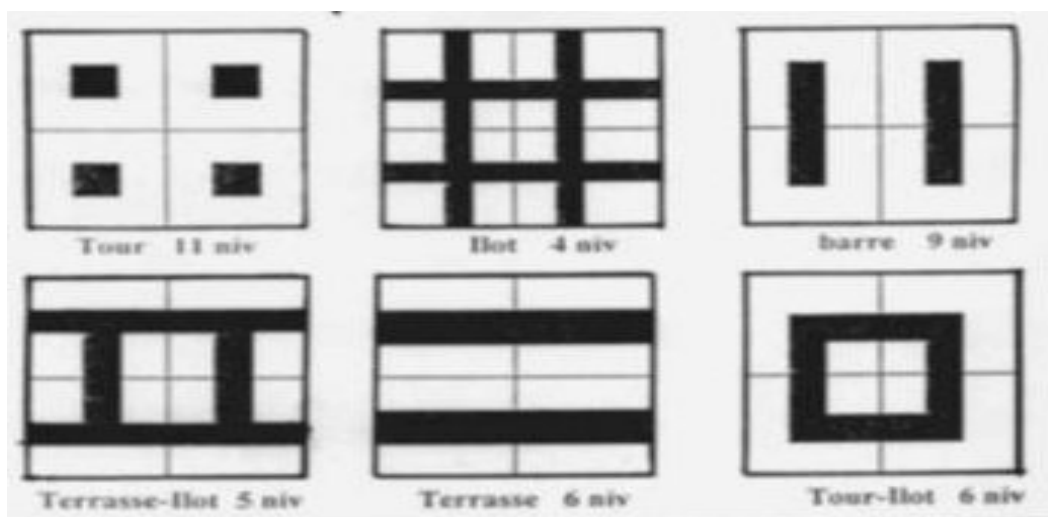 Tour 11 niv
Ilot 4 niv
barre 9 niv
Terrasse-Ilot 5 niv
Terrasse 6 niv
Tour-Ilot 6 niv